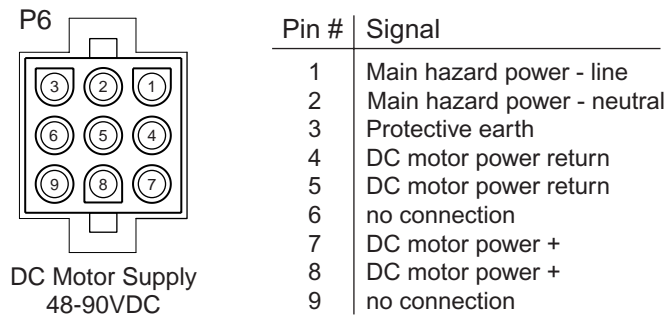 P6
3 2 1
6 5 4
9 8 7
DC Motor Supply
48-90VDC
Pin # Signal
1 Main hazard power - line
2 Main hazard power - neutral
3 Protective earth
4 DC motor power return
5 DC motor power return
6 no connection
7 DC motor power +
8 DC motor power +
9 no connection